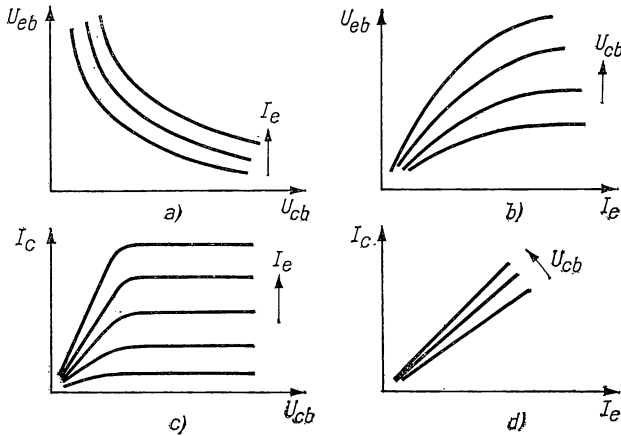 U_eb
I_e
U_cb
a)
U_eb
U_cb
I_e
b)
I_c
I_e
U_cb
c)
I_c
U_cb
I_e
d)